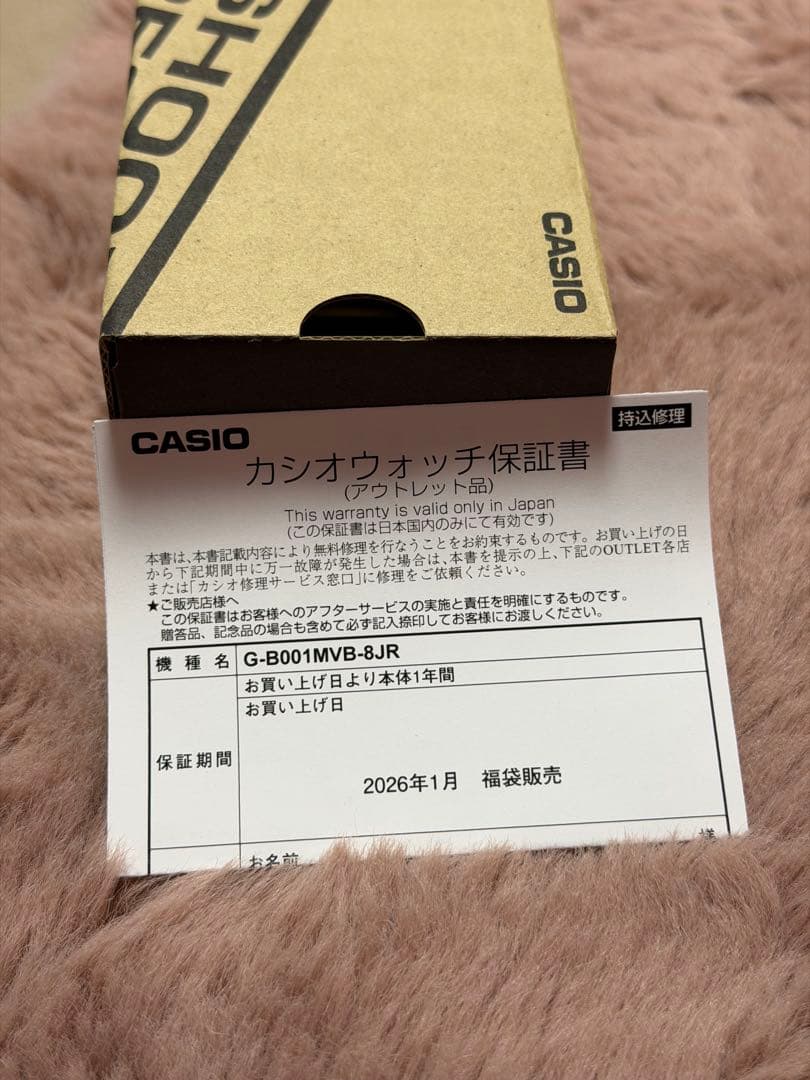 CASIO
CASIO
持込修理
カシオウォッチ保証書
(アウトレット品)
This warranty is valid only in Japan
(この保証書は日本国内のみにて有効です)
本書は、本書記載内容により無料修理を行なうことをお約束するものです。お買い上げの日
から下記期間中に万一故障が発生した場合は、本書を提示の上、下記のOUTLET各店
または「カシオ修理サービス窓口」に修理をご依頼ください。
★ご販売店様へ
この保証書はお客様へのアフターサービスの実施と責任を明確にするものです。
贈答品、記念品の場合も含めて必ず記入捺印してお客様にお渡しください。
機種名 G-B001MVB-8JR
お買い上げ日より本体1年間
お買い上げ日
保証期間
2026年1月 福袋販売
お名前 様